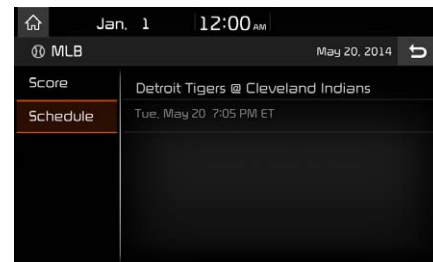 Jan. 1 12:00 AM
MLB May 20, 2014
Score
Detroit Tigers @ Cleveland Indians
Schedule
Tue, May 20 7:05 PM ET